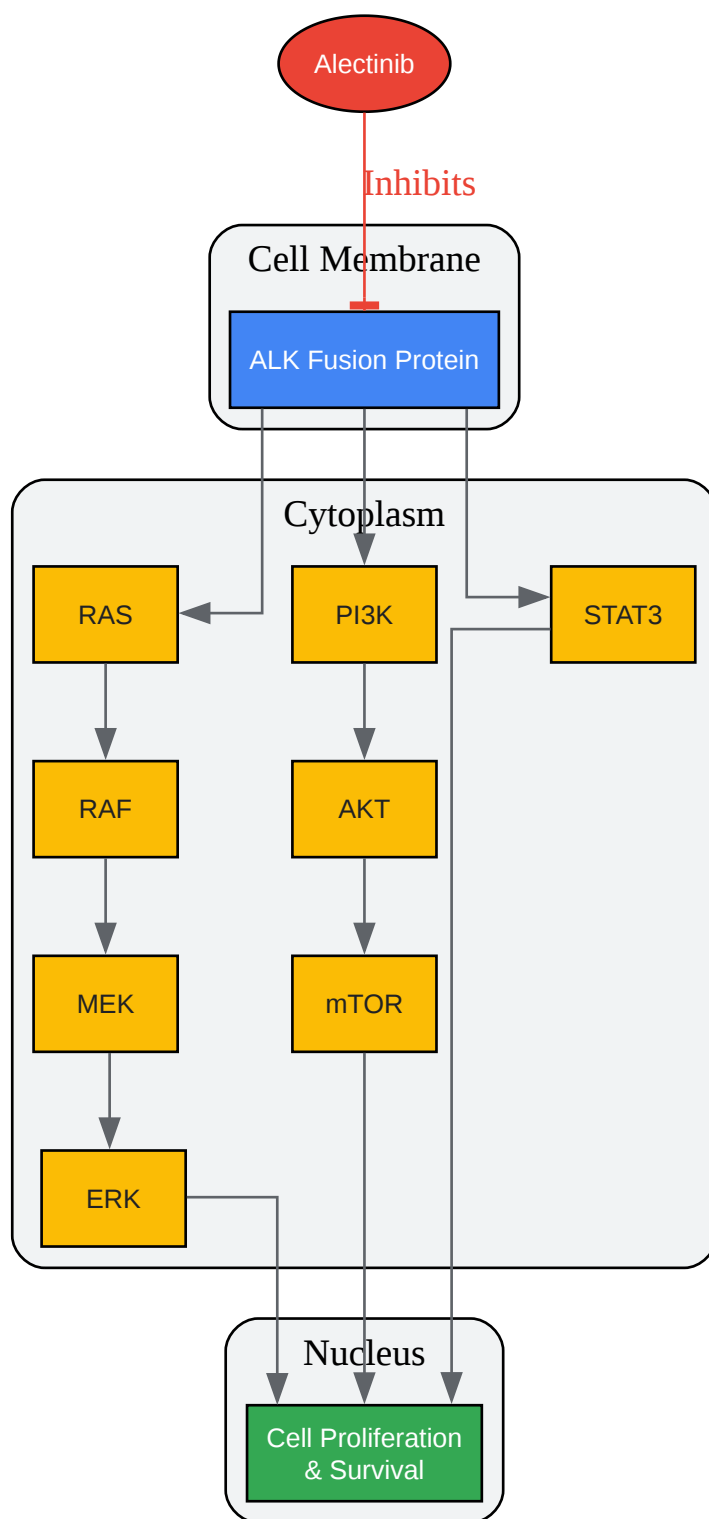 Alectinib
Inhibits
Cell Membrane
ALK Fusion Protein
Cytoplasm
RAS
PI3K
STAT3
RAF
AKT
MEK
mTOR
ERK
Nucleus
Cell Proliferation
& Survival